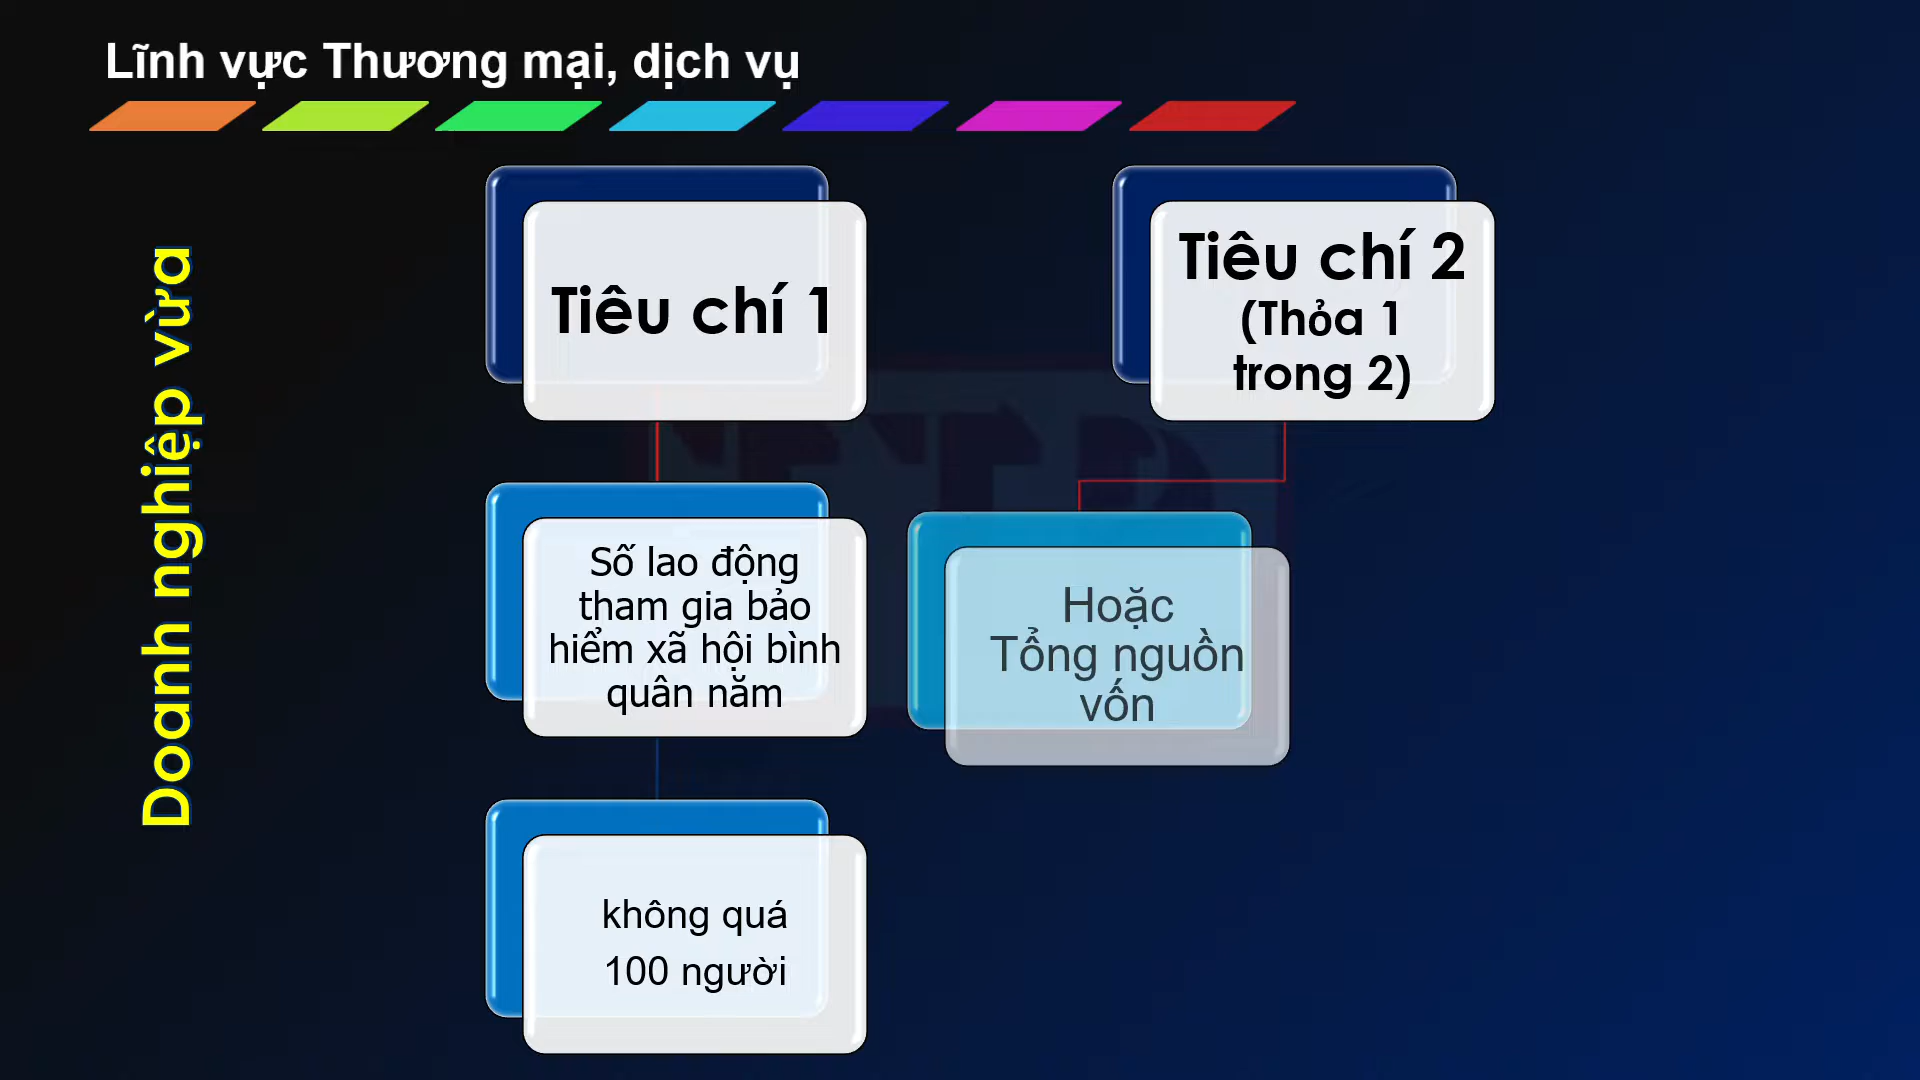 Lĩnh vực Thương mại, dịch vụ
Doanh nghiệp vừa
Tiêu chí 1
Số lao động
tham gia bảo
hiểm xã hội bình
quân năm
không quá
100 người
Tiêu chí 2
(Thỏa 1
trong 2)
Hoặc
Tổng nguồn
vốn